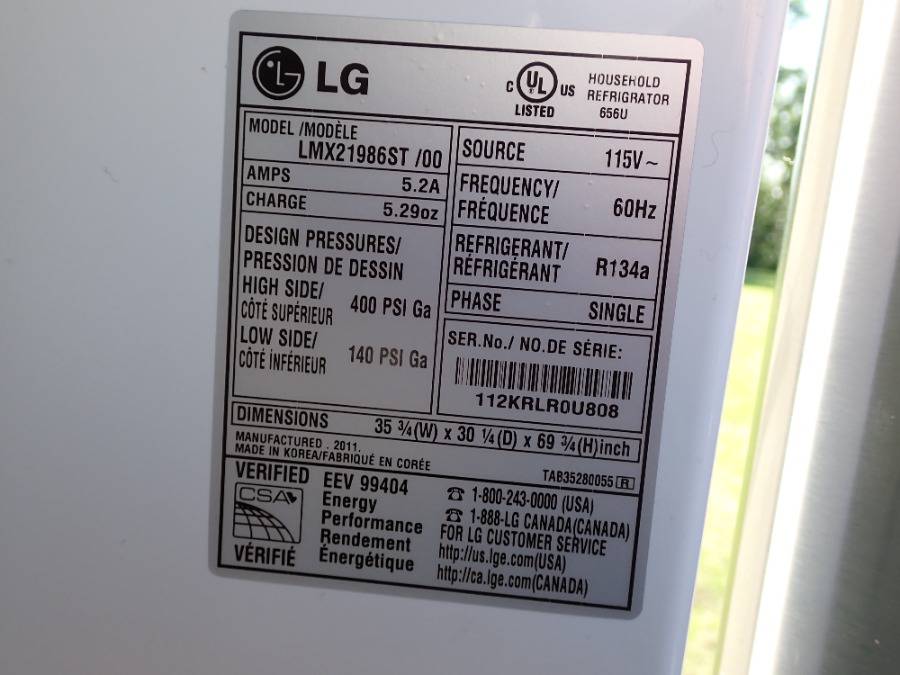 LG
C UL US
LISTED
HOUSEHOLD
REFRIGRATOR
656U
MODEL /MODÈLE
LMX21986ST /00
AMPS 5.2A
CHARGE 5.29oz
DESIGN PRESSURES/
PRESSION DE DESSIN
HIGH SIDE/
CÔTÉ SUPÉRIEUR 400 PSI Ga
LOW SIDE/
CÔTÉ İNFÉRIEUR 140 PSI Ga
SOURCE 115V~
FREQUENCY/
FRÉQUENCE 60Hz
REFRIGERANT/
RÉFRIGÉRANT R134a
PHASE SINGLE
SER.No./ NO.DE SÉRIE:
112KRLR0U808
DIMENSIONS 35 ¾(W) x 30 ¼(D) x 69 ¾(H)inch
MANUFACTURED . 2011.
MADE IN KOREA/FABRIQUÉ EN CORÉE
TAB35280055 R
VERIFIED
CSA
VÉRIFIÉ
EEV 99404
Energy
Performance
Rendement
Énergétique
☎ 1-800-243-0000 (USA)
☎ 1-888-LG CANADA(CANADA)
FOR LG CUSTOMER SERVICE
http://us.lge.com(USA)
http://ca.lge.com(CANADA)